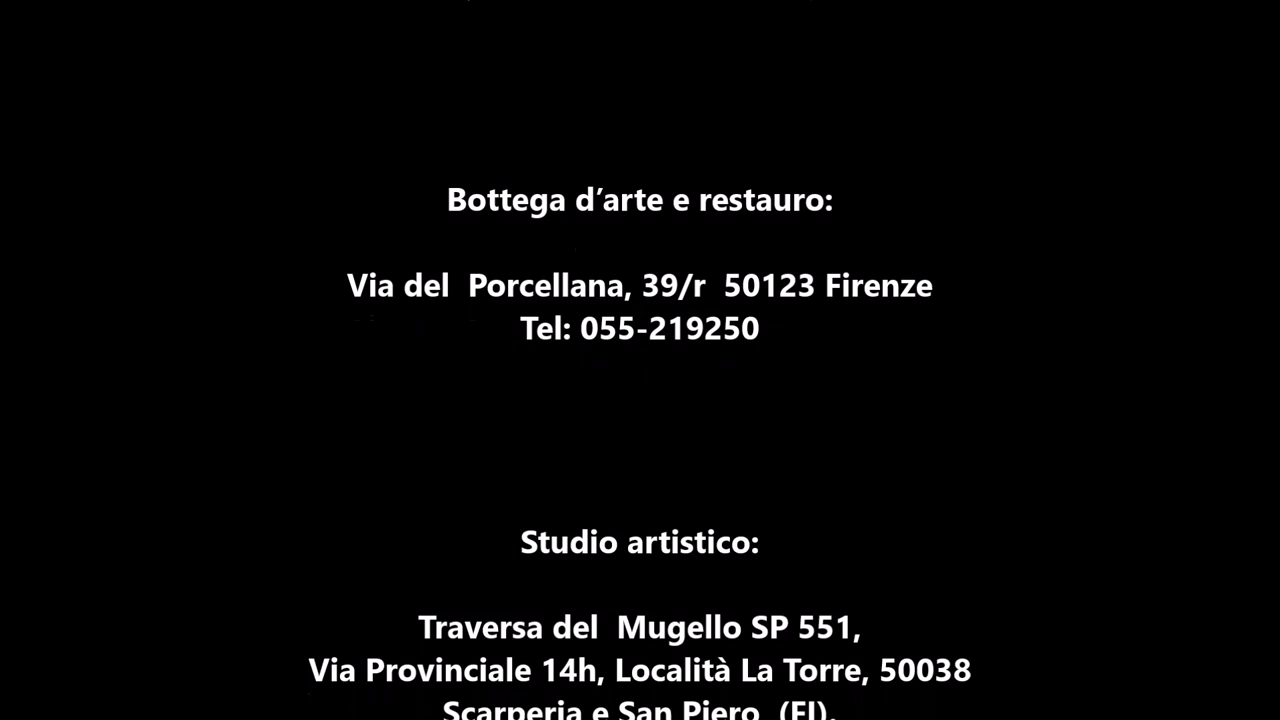 Bottega d’arte e restauro:
Via del  Porcellana, 39/r  50123 Firenze
Tel: 055-219250
Studio artistico:
Traversa del  Mugello SP 551,
Via Provinciale 14h, Località La Torre, 50038
Scarperia e San Piero  (FI).